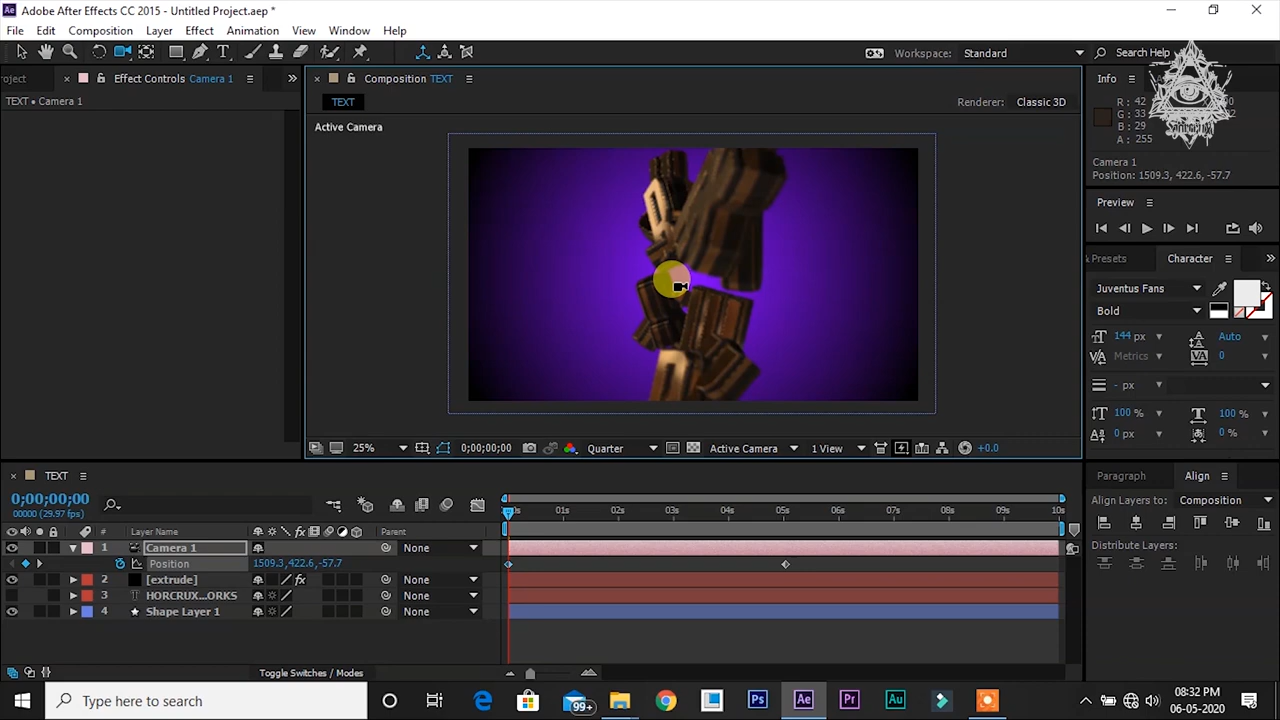 Adobe After Effects CC 2015 - Untitled Project.aep *
File Edit Composition Layer Effect Animation View Window Help
Workspace: Standard Search Help
roject Effect Controls Camera 1
TEXT • Camera 1
Composition TEXT
TEXT
Renderer: Classic 3D
Active Camera
Info
R: 42
G: 33
B: 29
A: 255
Camera 1
Position: 1509.3, 422.6, -57.7
Preview
& Presets Character
Juventus Fans
Bold
144 px Auto
Metrics 0
- px
100 % 100 %
0 px 0 %
25% 0;00;00;00 Quarter Active Camera 1 View +0.0
TEXT
0;00;00;00
00000 (29.97 fps)
01s 02s 03s 04s 05s 06s 07s 08s 09s 10s
# Layer Name Parent
1 Camera 1 None
Position 1509.3,422.6,-57.7
2 [extrude] None
3 HORCRUX...ORKS None
4 Shape Layer 1 None
Toggle Switches / Modes
Paragraph Align
Align Layers to: Composition
Distribute Layers:
Type here to search
99+
Ps Ae Pr Au
08:32 PM
06-05-2020